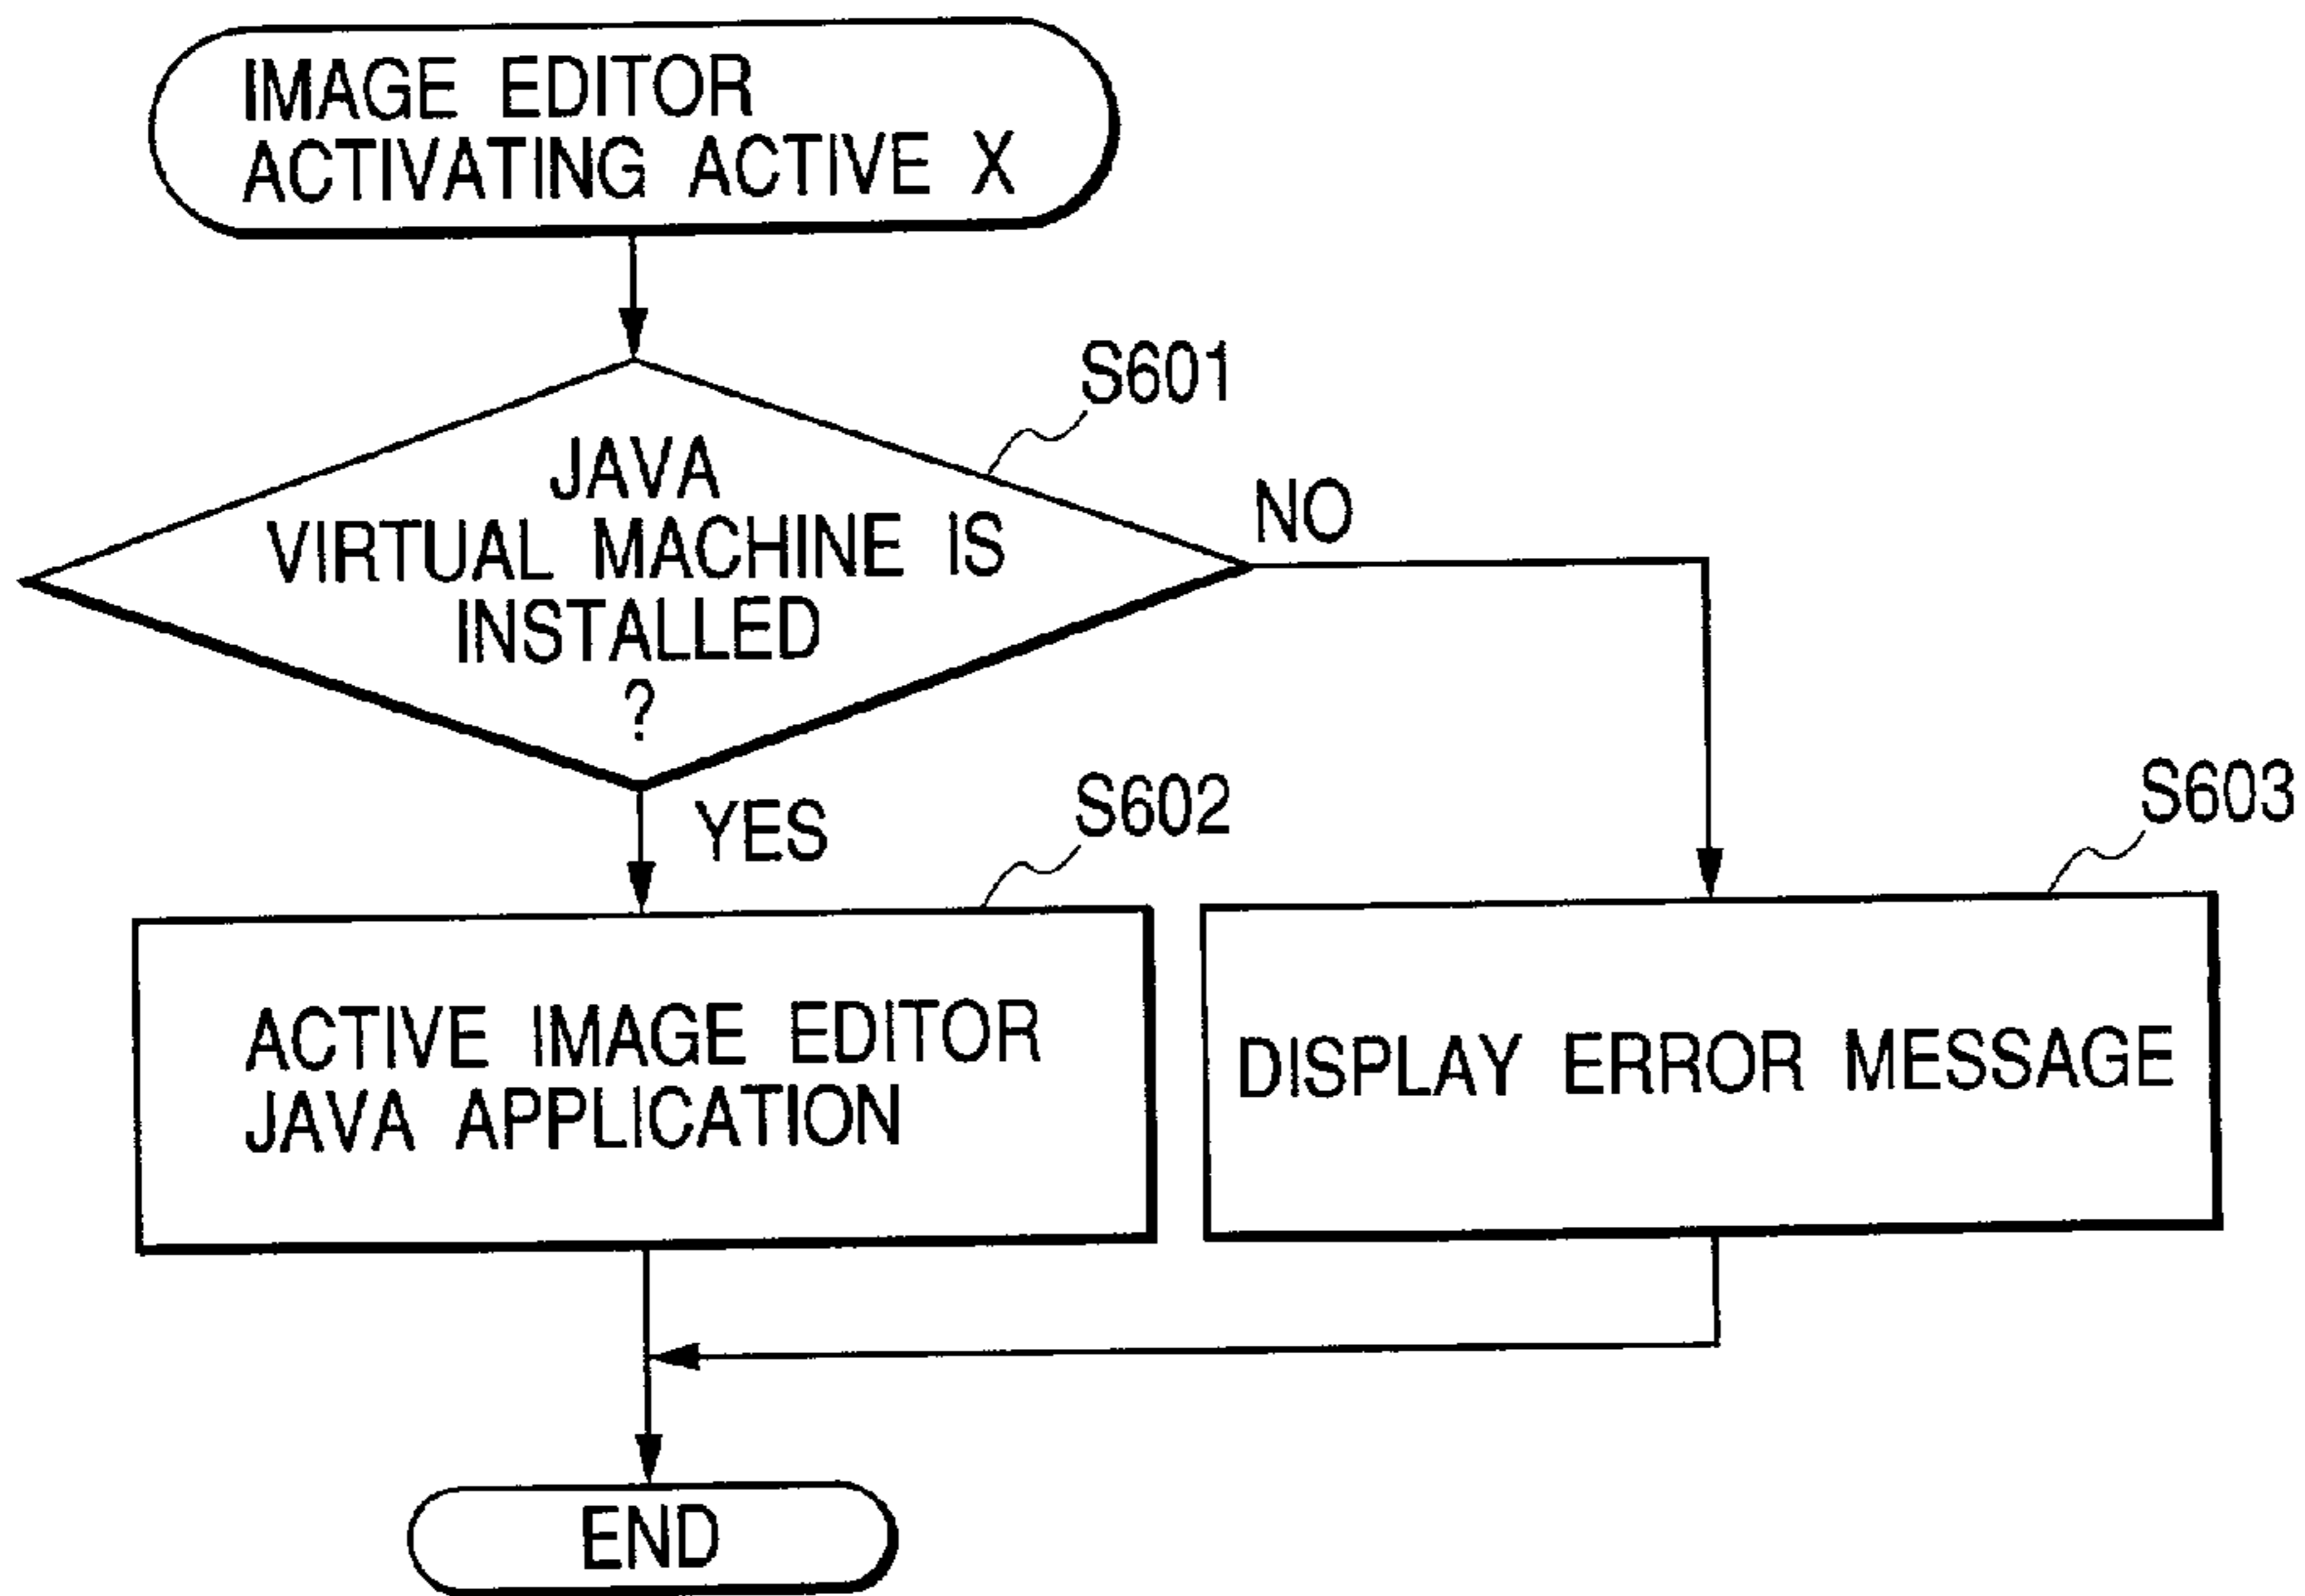 IMAGE EDITOR
ACTIVATING ACTIVE X
S601
JAVA
VIRTUAL MACHINE IS
INSTALLED
?
NO
YES
S602
S603
ACTIVE IMAGE EDITOR
JAVA APPLICATION
DISPLAY ERROR MESSAGE
END